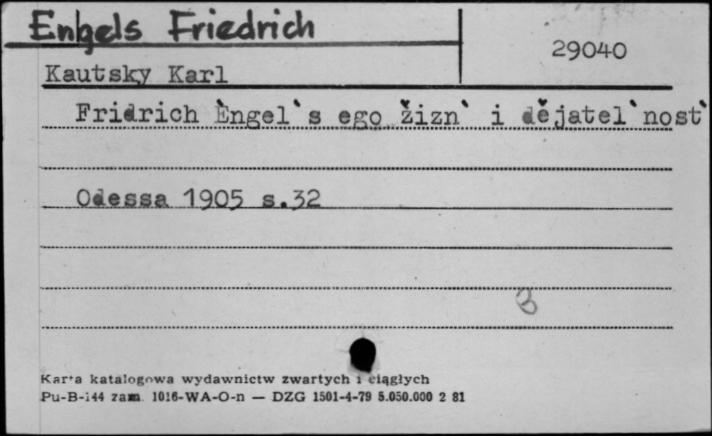 Engels Friedrich
29040
Kautsky Karl
Fridrich Èngel`s ego žizn` i dějatel`nost`
Odessa 1905 s.32
3
Karta katalogowa wydawnictw zwartych i ciągłych
Pu-B-144 zam. 1016-WA-O-n — DZG 1501-4-79 5.050.000 2 81